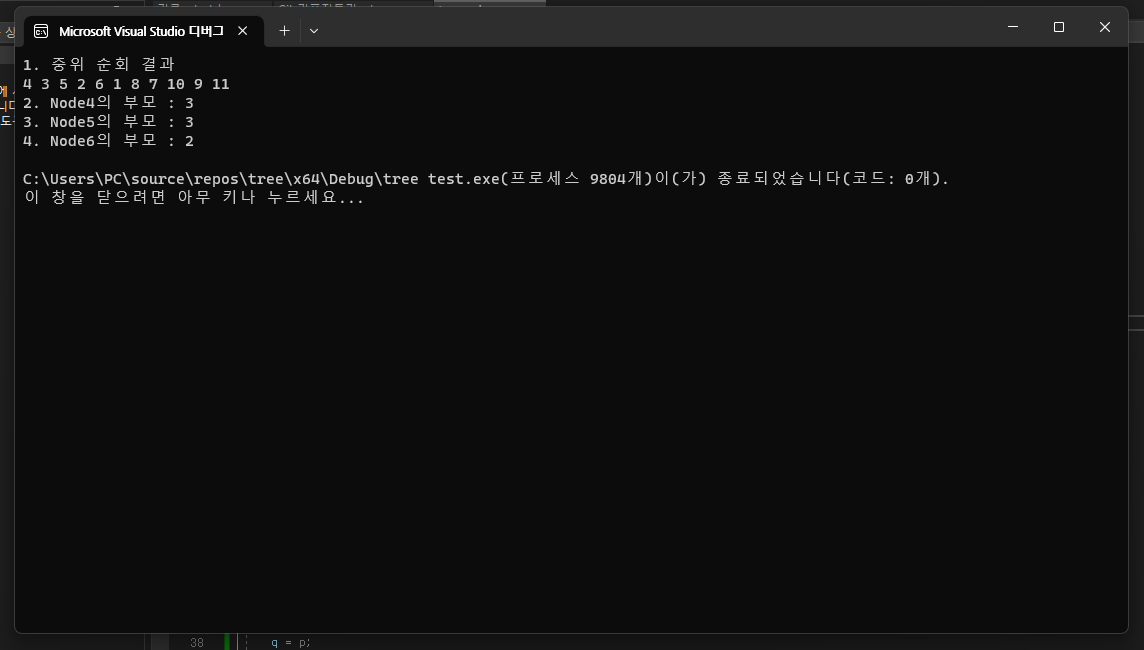 Microsoft Visual Studio 디버그
1. 중위 순회 결과
4 3 5 2 6 1 8 7 10 9 11
2. Node4의 부모 : 3
3. Node5의 부모 : 3
4. Node6의 부모 : 2
C:\Users\PC\source\repos\tree\x64\Debug\tree test.exe(프로세스 9804개)이(가) 종료되었습니다(코드: 0개).
이 창을 닫으려면 아무 키나 누르세요...
38 q = p;